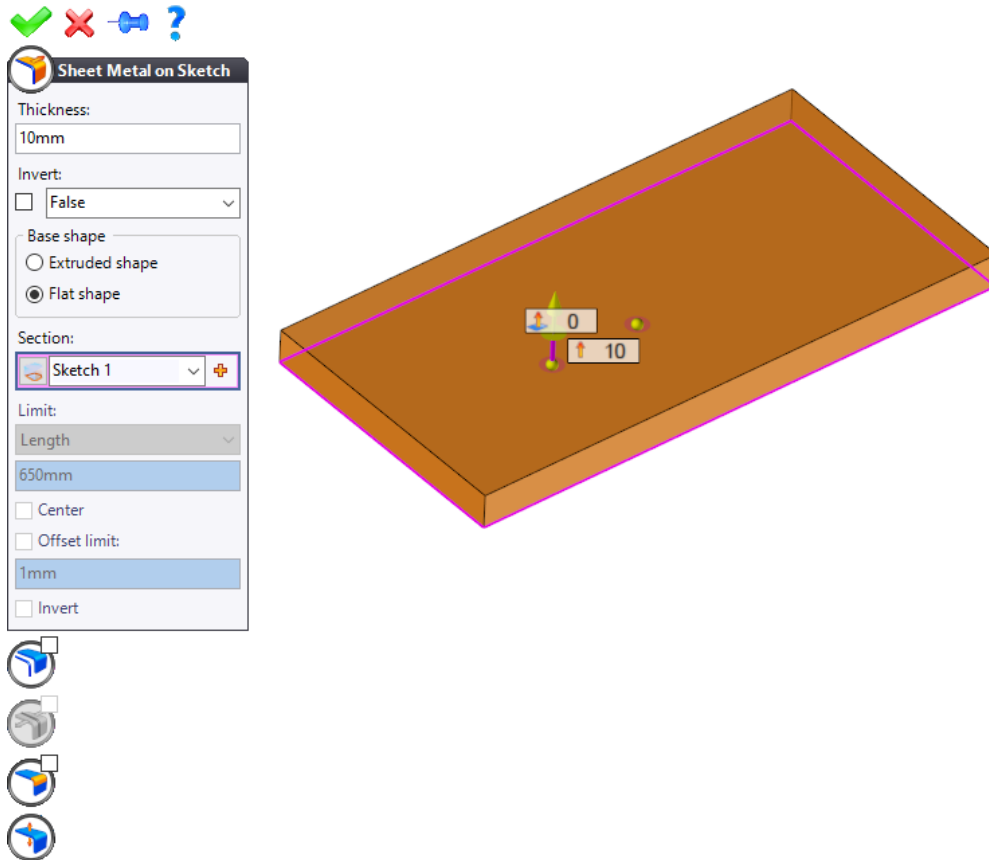 ?
Sheet Metal on Sketch
Thickness:
10mm
Invert:
False
Base shape
Extruded shape
Flat shape
Section:
Sketch 1
Limit:
Length
650mm
Center
Offset limit:
1mm
Invert
0
10